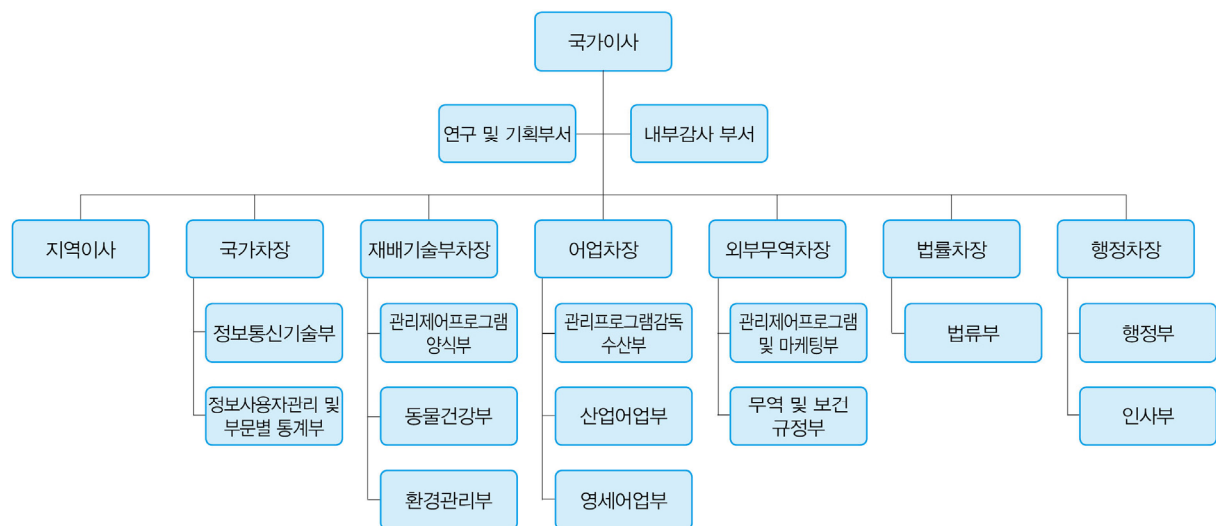 국가이사
연구 및 기획부서
내부감사 부서
지역이사
국가차장
재배기술부차장
어업차장
외부무역차장
법률차장
행정차장
정보통신기술부
관리제어프로그램
양식부
관리프로그램감독
수산부
관리제어프로그램
및 마케팅부
법류부
행정부
정보사용자관리 및
부문별 통계부
동물건강부
산업어업부
무역 및 보건
규정부
인사부
환경관리부
영세어업부